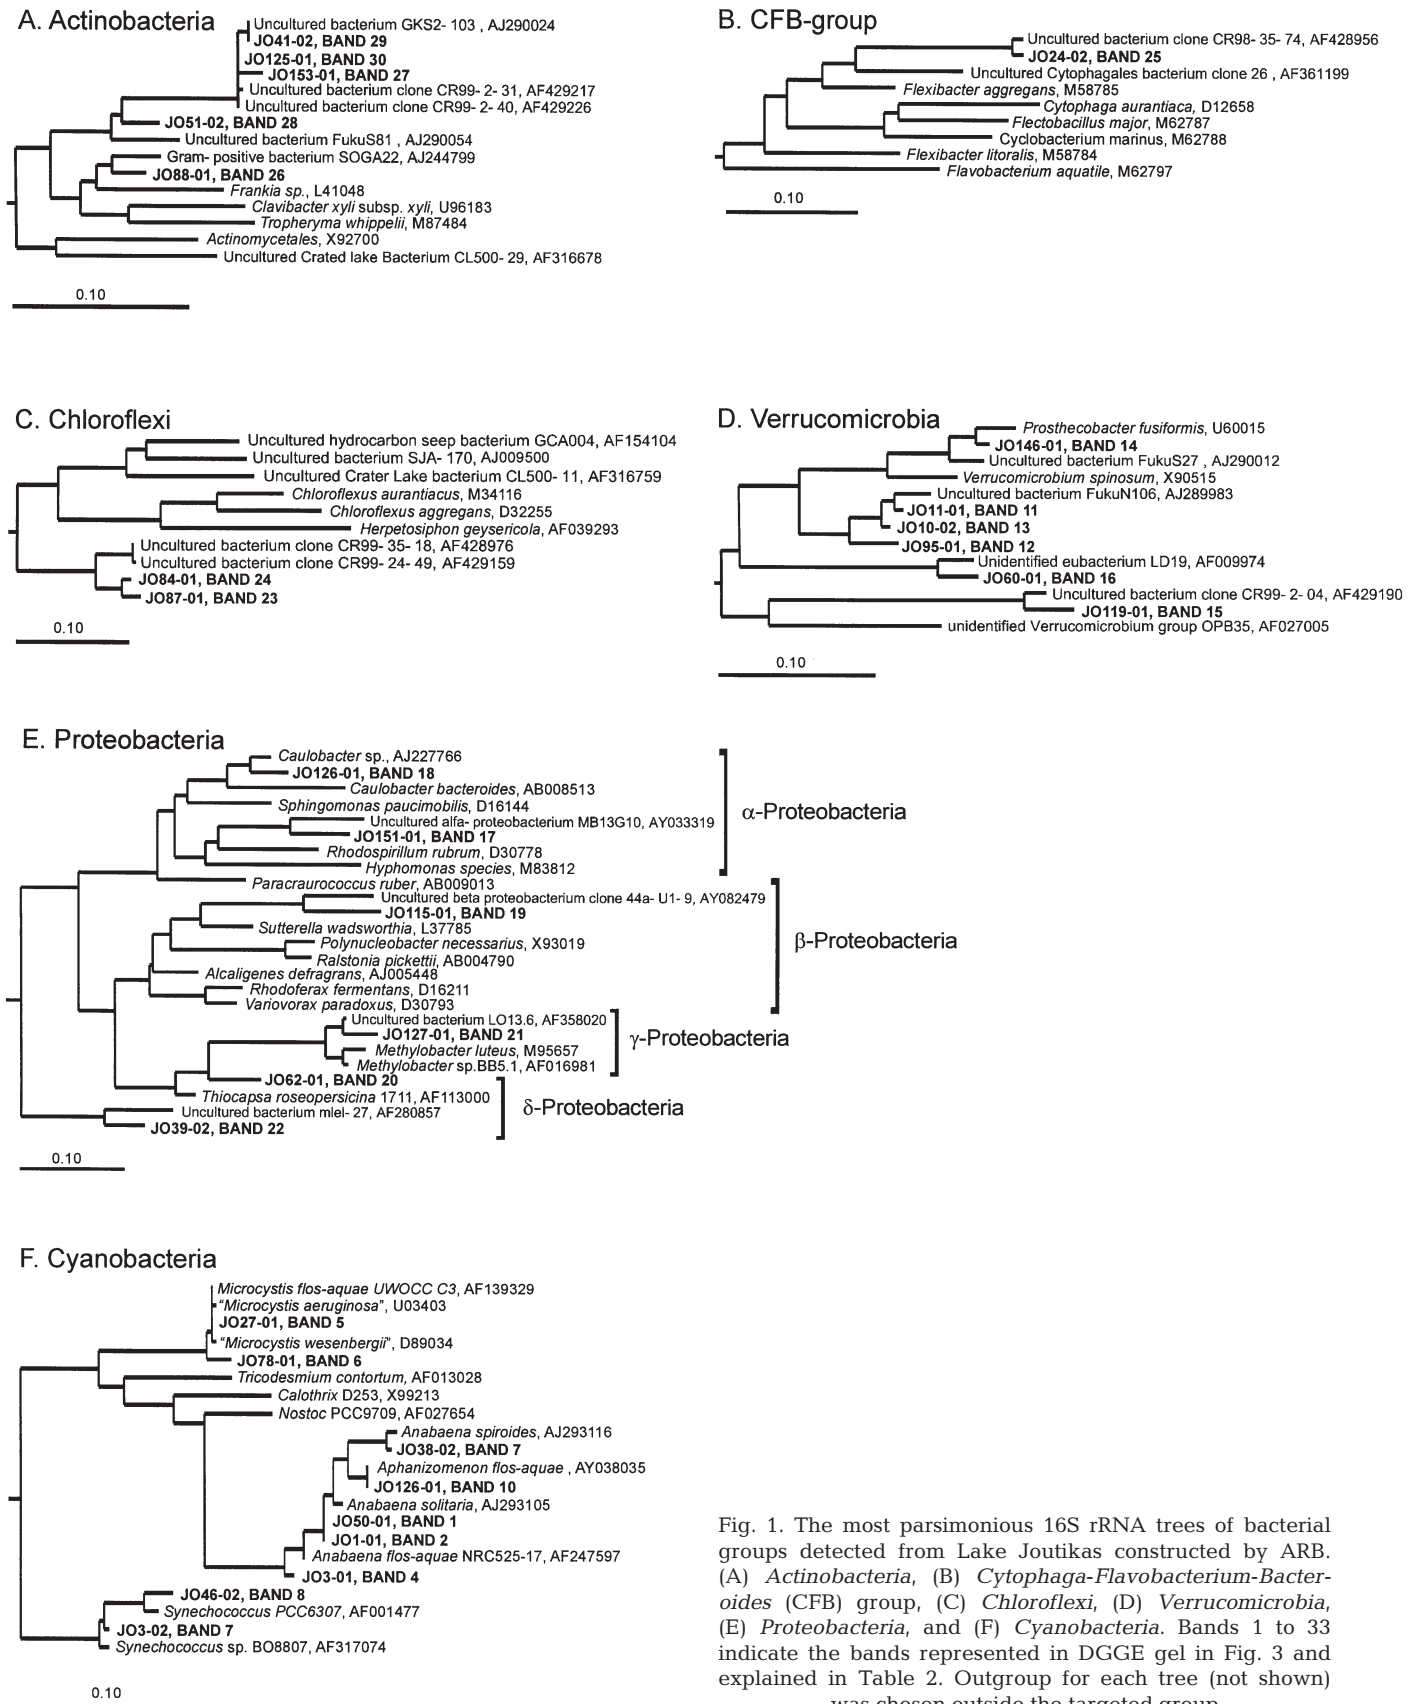 A. Actinobacteria
Uncultured bacterium GKS2- 103 , AJ290024
JO41-02, BAND 29
JO125-01, BAND 30
JO153-01, BAND 27
Uncultured bacterium clone CR99- 2- 31, AF429217
Uncultured bacterium clone CR99- 2- 40, AF429226
JO51-02, BAND 28
Uncultured bacterium FukuS81 , AJ290054
Gram- positive bacterium SOGA22, AJ244799
JO88-01, BAND 26
Frankia sp., L41048
Clavibacter xyli subsp. xyli, U96183
Tropheryma whippelii, M87484
Actinomycetales, X92700
Uncultured Crated lake Bacterium CL500- 29, AF316678
0.10
B. CFB-group
Uncultured bacterium clone CR98- 35- 74, AF428956
JO24-02, BAND 25
Uncultured Cytophagales bacterium clone 26 , AF361199
Flexibacter aggregans, M58785
Cytophaga aurantiaca, D12658
Flectobacillus major, M62787
Cyclobacterium marinus, M62788
Flexibacter litoralis, M58784
Flavobacterium aquatile, M62797
0.10
C. Chloroflexi
Uncultured hydrocarbon seep bacterium GCA004, AF154104
Uncultured bacterium SJA- 170, AJ009500
Uncultured Crater Lake bacterium CL500- 11, AF316759
Chloroflexus aurantiacus, M34116
Chloroflexus aggregans, D32255
Herpetosiphon geysericola, AF039293
Uncultured bacterium clone CR99- 35- 18, AF428976
Uncultured bacterium clone CR99- 24- 49, AF429159
JO84-01, BAND 24
JO87-01, BAND 23
0.10
D. Verrucomicrobia
Prosthecobacter fusiformis, U60015
JO146-01, BAND 14
Uncultured bacterium FukuS27 , AJ290012
Verrucomicrobium spinosum, X90515
Uncultured bacterium FukuN106, AJ289983
JO11-01, BAND 11
JO10-02, BAND 13
JO95-01, BAND 12
Unidentified eubacterium LD19, AF009974
JO60-01, BAND 16
Uncultured bacterium clone CR99- 2- 04, AF429190
JO119-01, BAND 15
unidentified Verrucomicrobium group OPB35, AF027005
0.10
E. Proteobacteria
Caulobacter sp., AJ227766
JO126-01, BAND 18
Caulobacter bacteroides, AB008513
Sphingomonas paucimobilis, D16144
Uncultured alfa- proteobacterium MB13G10, AY033319
JO151-01, BAND 17
Rhodospirillum rubrum, D30778
Hyphomonas species, M83812
Paracraurococcus ruber, AB009013
α-Proteobacteria
Uncultured beta proteobacterium clone 44a- U1- 9, AY082479
JO115-01, BAND 19
Sutterella wadsworthia, L37785
Polynucleobacter necessarius, X93019
Ralstonia pickettii, AB004790
Alcaligenes defragrans, AJ005448
Rhodoferax fermentans, D16211
Variovorax paradoxus, D30793
β-Proteobacteria
Uncultured bacterium LO13.6, AF358020
JO127-01, BAND 21
Methylobacter luteus, M95657
Methylobacter sp.BB5.1, AF016981
JO62-01, BAND 20
γ-Proteobacteria
Thiocapsa roseopersicina 1711, AF113000
Uncultured bacterium mlel- 27, AF280857
JO39-02, BAND 22
δ-Proteobacteria
0.10
F. Cyanobacteria
Microcystis flos-aquae UWOCC C3, AF139329
“Microcystis aeruginosa”, U03403
JO27-01, BAND 5
“Microcystis wesenbergii”, D89034
JO78-01, BAND 6
Tricodesmium contortum, AF013028
Calothrix D253, X99213
Nostoc PCC9709, AF027654
Anabaena spiroides, AJ293116
JO38-02, BAND 7
Aphanizomenon flos-aquae , AY038035
JO126-01, BAND 10
Anabaena solitaria, AJ293105
JO50-01, BAND 1
JO1-01, BAND 2
Anabaena flos-aquae NRC525-17, AF247597
JO3-01, BAND 4
JO46-02, BAND 8
Synechococcus PCC6307, AF001477
JO3-02, BAND 7
Synechococcus sp. BO8807, AF317074
0.10
Fig. 1. The most parsimonious 16S rRNA trees of bacterial
groups detected from Lake Joutikas constructed by ARB.
(A) Actinobacteria, (B) Cytophaga-Flavobacterium-Bacter-
oides (CFB) group, (C) Chloroflexi, (D) Verrucomicrobia,
(E) Proteobacteria, and (F) Cyanobacteria. Bands 1 to 33
indicate the bands represented in DGGE gel in Fig. 3 and
explained in Table 2. Outgroup for each tree (not shown)
was chosen outside the targeted group